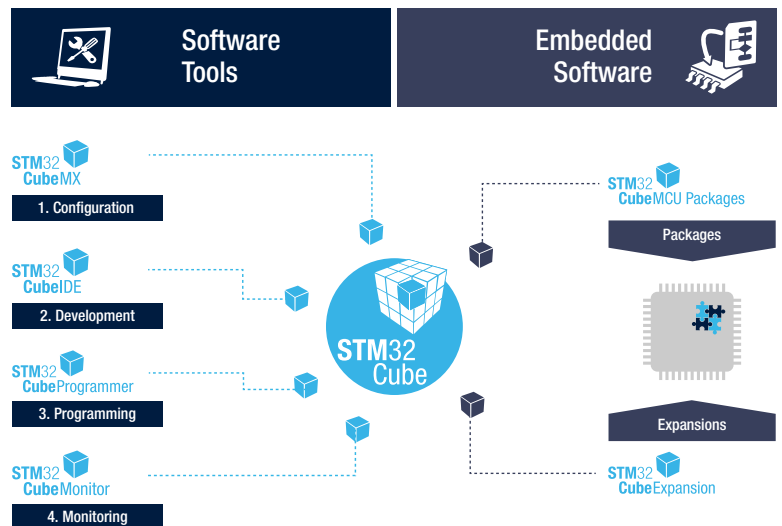 Software
Tools
Embedded
Software
STM32
CubeMX
1. Configuration
STM32
CubeIDE
2. Development
STM32
CubeProgrammer
3. Programming
STM32
CubeMonitor
4. Monitoring
STM32
Cube
STM32
CubeMCU Packages
Packages
Expansions
STM32
CubeExpansion